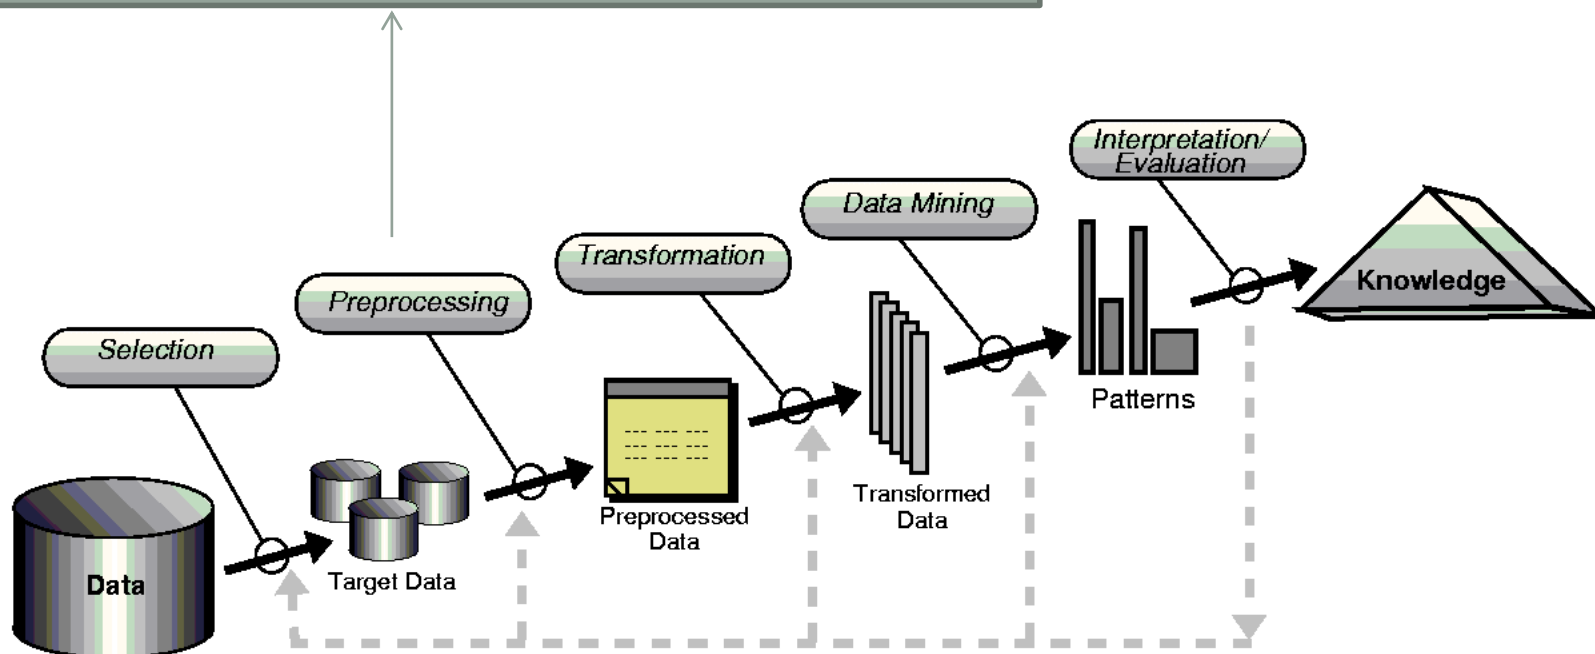 Interpretation/
Evaluation
Data Mining
Transformation
Preprocessing
Selection
Knowledge
Patterns
Transformed
Data
Preprocessed
Data
Target Data
Data